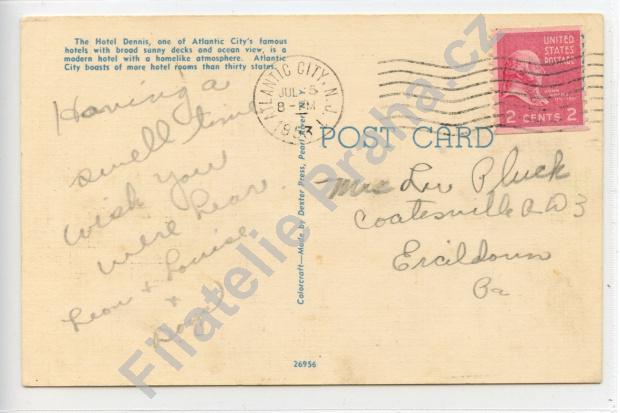 The Hotel Dennis, one of Atlantic City's famous
hotels with broad sunny decks and ocean view, is a
modern hotel with a homelike atmosphere. Atlantic
City boasts of more hotel rooms than thirty states.
ATLANTIC CITY, N.J.
JUL 5
8-PM
UNITED
STATES
POSTAGE
2 CENTS 2
POST CARD
Having a
swell time
wish you
were hear.
Leon + Louise
+
Colorcraft—Made by Dexter Press, Pearl River, N.Y.
Pluck
Coatesville R D 3
Ercildoun
Pa
26956
Filatelie Praha.cz